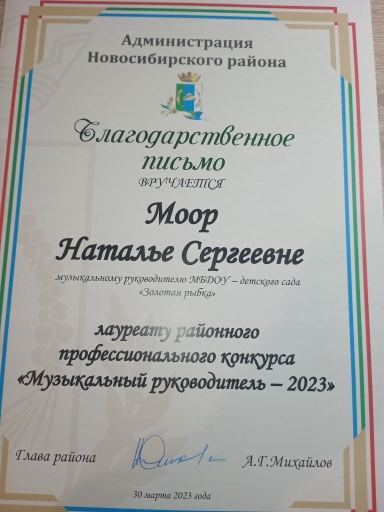 Администрация
Новосибирского района
Благодарственное
письмо
ВРУЧАЕТСЯ
Моор
Наталье Сергеевне
музыкальному руководителю МБДОУ – детского сада
«Золотая рыбка»
лауреату районного
профессионального конкурса
«Музыкальный руководитель – 2023»
Глава района А.Г.Михайлов
30 марта 2023 года